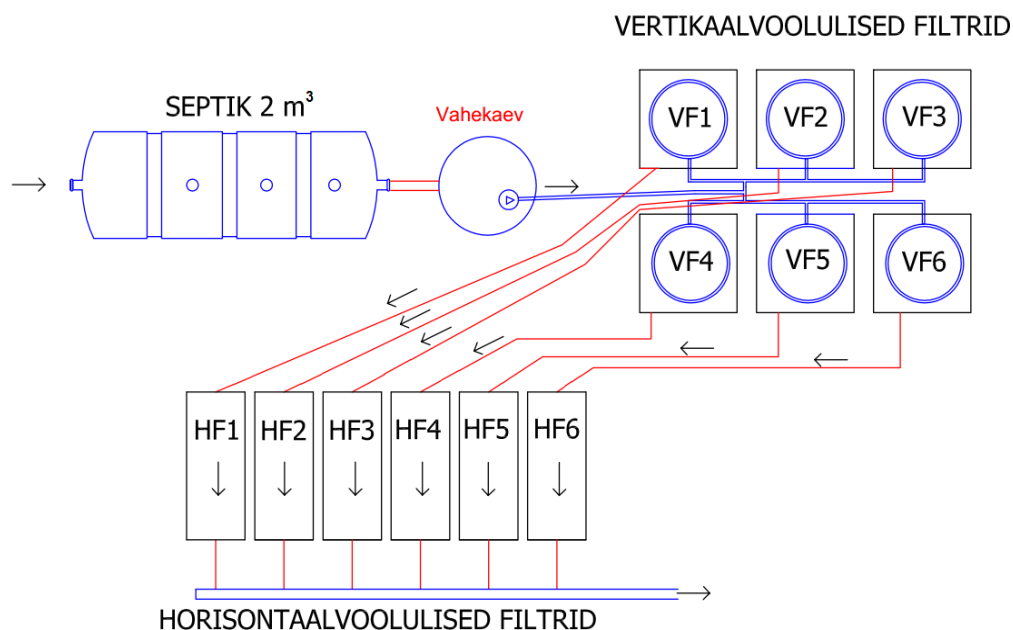 VERTIKAALVOOLULISED FILTRID
SEPTIK 2 m³
Vahekaev
VF1 VF2 VF3
VF4 VF5 VF6
HF1 HF2 HF3 HF4 HF5 HF6
HORISONTAALVOOLULISED FILTRID